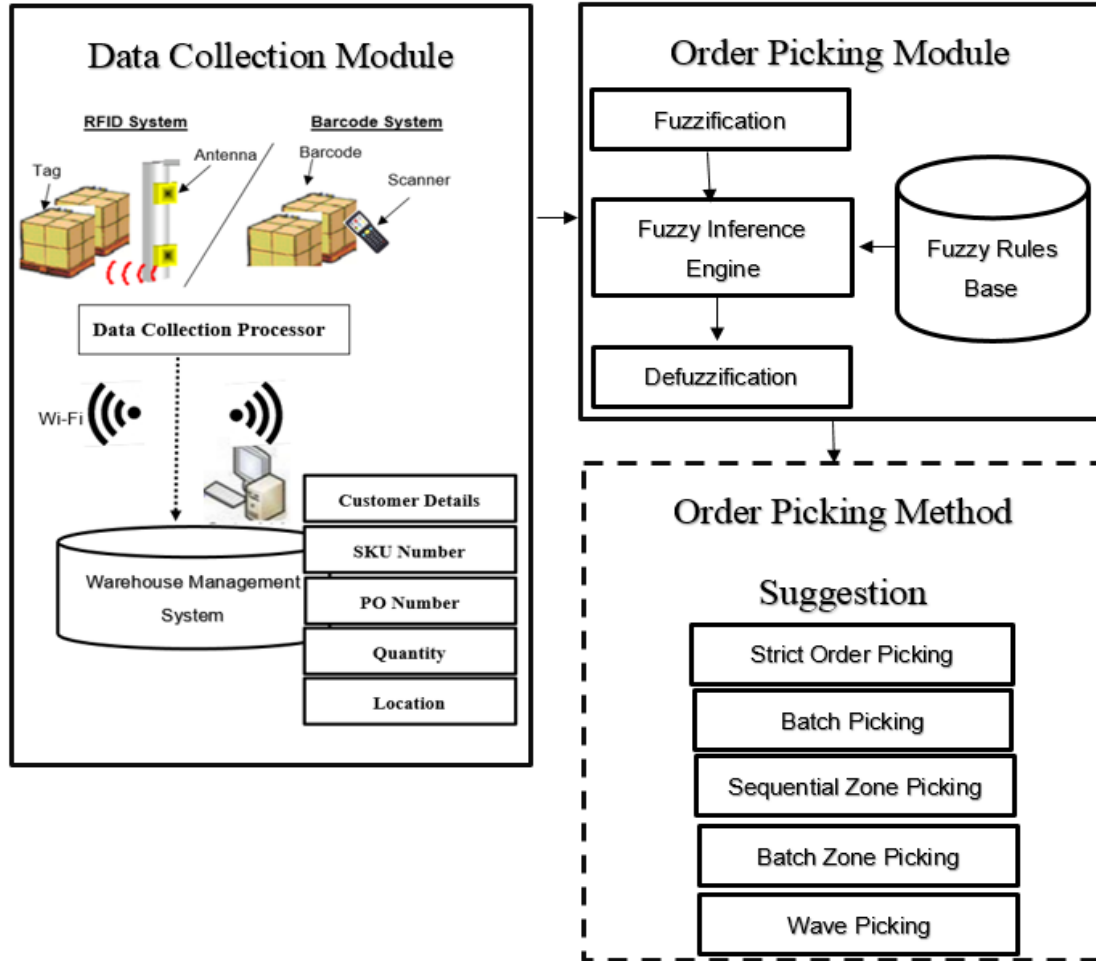 Data Collection Module
RFID System
Barcode System
Tag
Antenna
Barcode
Scanner
Data Collection Processor
Wi-Fi
Warehouse Management
System
Customer Details
SKU Number
PO Number
Quantity
Location
Order Picking Module
Fuzzification
Fuzzy Inference
Engine
Fuzzy Rules
Base
Defuzzification
Order Picking Method
Suggestion
Strict Order Picking
Batch Picking
Sequential Zone Picking
Batch Zone Picking
Wave Picking